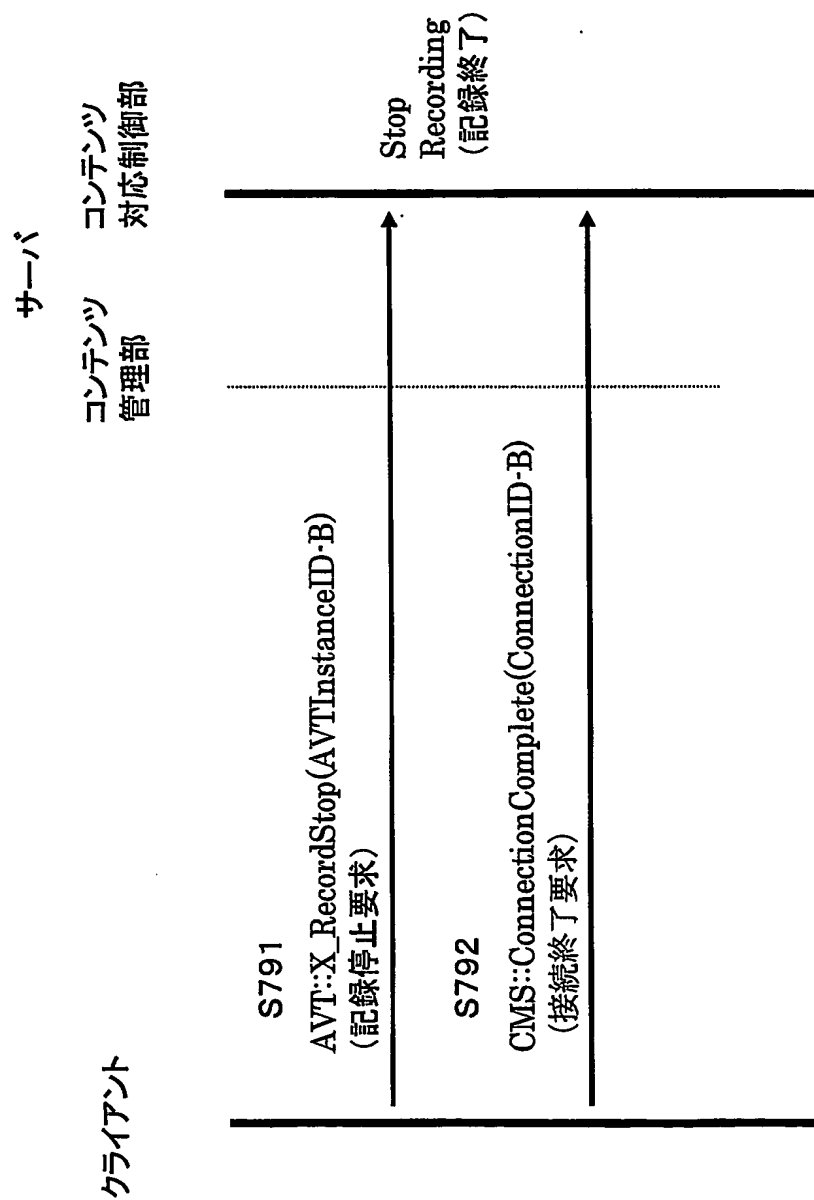 サーバ
クライアント
コンテンツ
管理部
コンテンツ
対応制御部
S791
AVT::X_RecordStop(AVTInstanceID-B)
(記録停止要求)
Stop
Recording
(記録終了)
S792
CMS::ConnectionComplete(ConnectionID-B)
(接続終了要求)